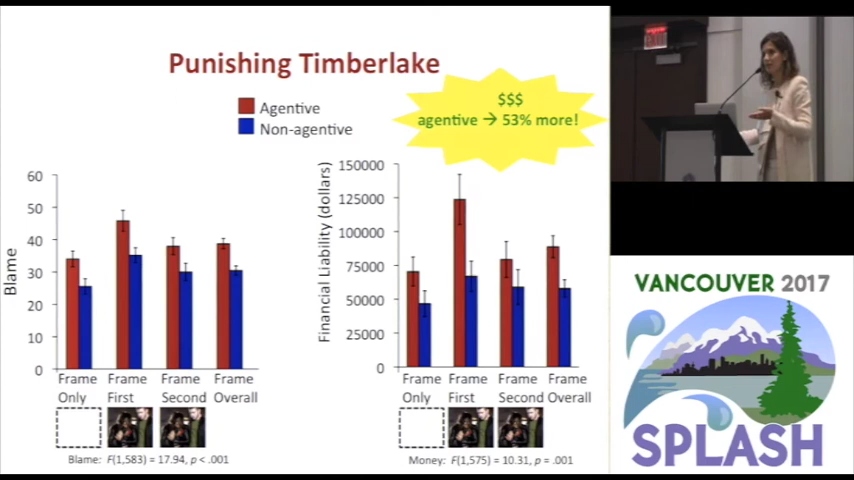 Punishing Timberlake
Agentive
Non-agentive
$$$
agentive → 53% more!
Blame
60
50
40
30
20
10
0
Frame Only
Frame First
Frame Second
Frame Overall
Blame: F(1,583) = 17.94, p < .001
Financial Liability (dollars)
150000
125000
100000
75000
50000
25000
0
Frame Only
Frame First
Frame Second
Frame Overall
Money: F(1,575) = 10.31, p = .001
EXIT
VANCOUVER 2017
SPLASH